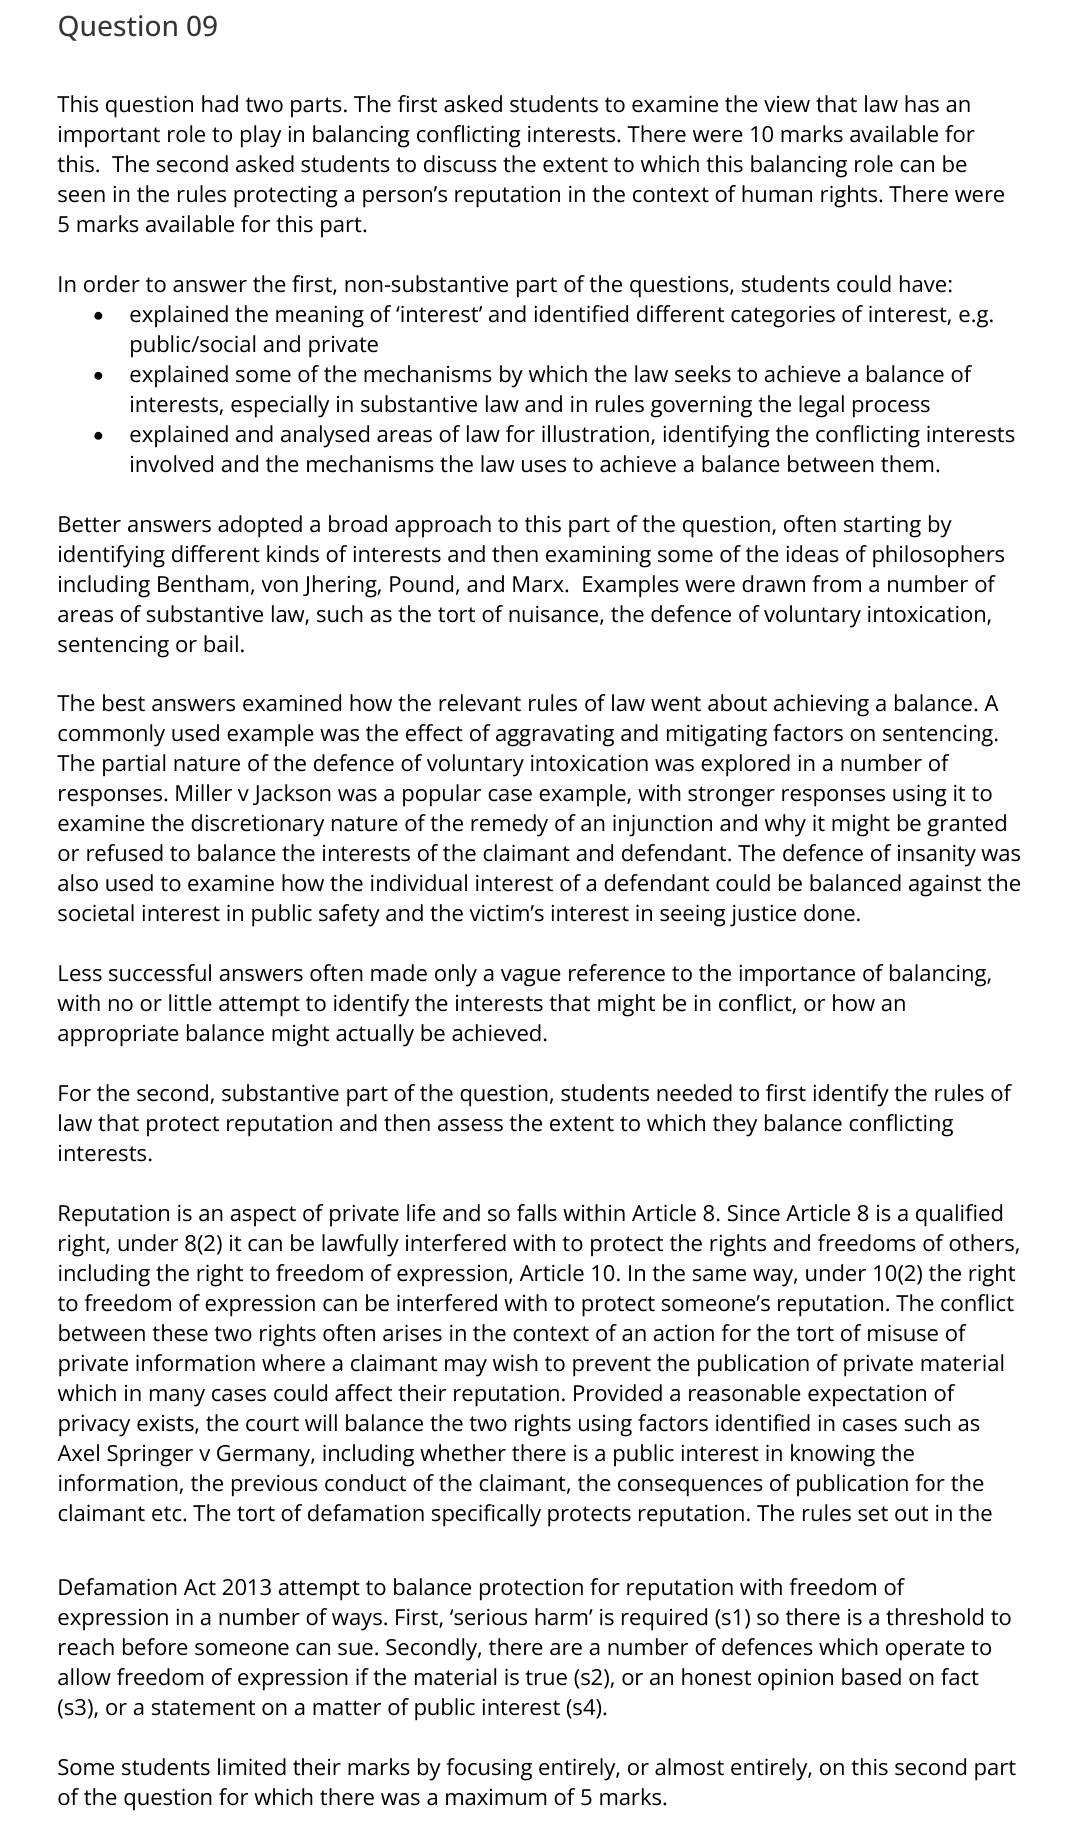 Question 09
This question had two parts. The first asked students to examine the view that law has an
important role to play in balancing conflicting interests. There were 10 marks available for
this.  The second asked students to discuss the extent to which this balancing role can be
seen in the rules protecting a person’s reputation in the context of human rights. There were
5 marks available for this part.
In order to answer the first, non-substantive part of the questions, students could have:
• explained the meaning of ‘interest’ and identified different categories of interest, e.g.
public/social and private
• explained some of the mechanisms by which the law seeks to achieve a balance of
interests, especially in substantive law and in rules governing the legal process
• explained and analysed areas of law for illustration, identifying the conflicting interests
involved and the mechanisms the law uses to achieve a balance between them.
Better answers adopted a broad approach to this part of the question, often starting by
identifying different kinds of interests and then examining some of the ideas of philosophers
including Bentham, von Jhering, Pound, and Marx.  Examples were drawn from a number of
areas of substantive law, such as the tort of nuisance, the defence of voluntary intoxication,
sentencing or bail.
The best answers examined how the relevant rules of law went about achieving a balance. A
commonly used example was the effect of aggravating and mitigating factors on sentencing.
The partial nature of the defence of voluntary intoxication was explored in a number of
responses. Miller v Jackson was a popular case example, with stronger responses using it to
examine the discretionary nature of the remedy of an injunction and why it might be granted
or refused to balance the interests of the claimant and defendant. The defence of insanity was
also used to examine how the individual interest of a defendant could be balanced against the
societal interest in public safety and the victim’s interest in seeing justice done.
Less successful answers often made only a vague reference to the importance of balancing,
with no or little attempt to identify the interests that might be in conflict, or how an
appropriate balance might actually be achieved.
For the second, substantive part of the question, students needed to first identify the rules of
law that protect reputation and then assess the extent to which they balance conflicting
interests.
Reputation is an aspect of private life and so falls within Article 8. Since Article 8 is a qualified
right, under 8(2) it can be lawfully interfered with to protect the rights and freedoms of others,
including the right to freedom of expression, Article 10. In the same way, under 10(2) the right
to freedom of expression can be interfered with to protect someone’s reputation. The conflict
between these two rights often arises in the context of an action for the tort of misuse of
private information where a claimant may wish to prevent the publication of private material
which in many cases could affect their reputation. Provided a reasonable expectation of
privacy exists, the court will balance the two rights using factors identified in cases such as
Axel Springer v Germany, including whether there is a public interest in knowing the
information, the previous conduct of the claimant, the consequences of publication for the
claimant etc. The tort of defamation specifically protects reputation. The rules set out in the
Defamation Act 2013 attempt to balance protection for reputation with freedom of
expression in a number of ways. First, ‘serious harm’ is required (s1) so there is a threshold to
reach before someone can sue. Secondly, there are a number of defences which operate to
allow freedom of expression if the material is true (s2), or an honest opinion based on fact
(s3), or a statement on a matter of public interest (s4).
Some students limited their marks by focusing entirely, or almost entirely, on this second part
of the question for which there was a maximum of 5 marks.